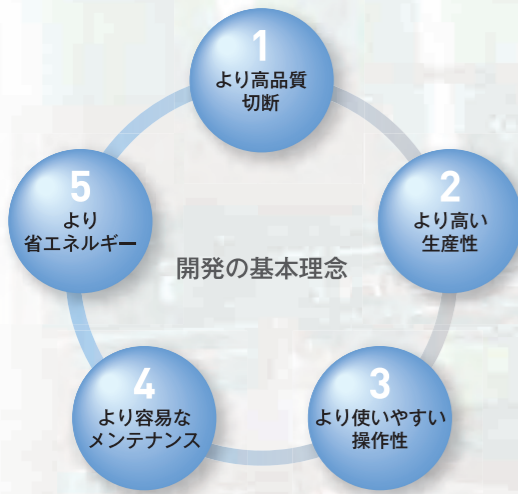 1
より高品質
切断
2
より高い
生産性
3
より使いやすい
操作性
4
より容易な
メンテナンス
5
より
省エネルギー
開発の基本理念